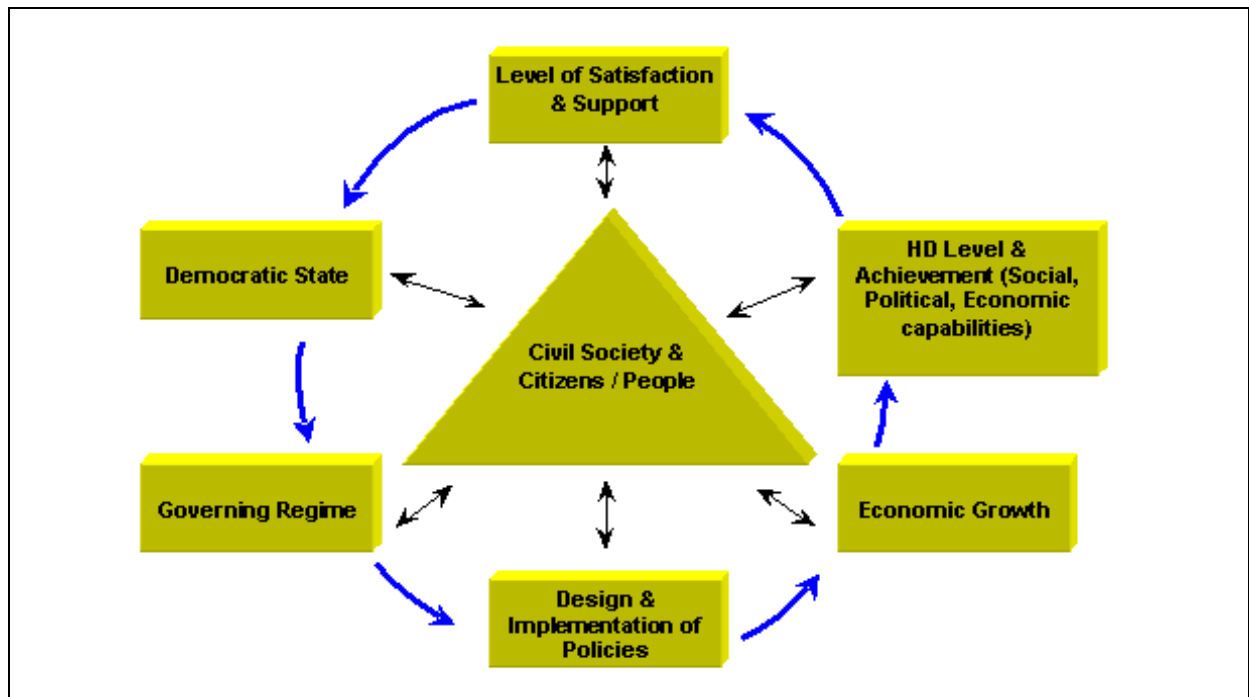 Level of Satisfaction
& Support
Democratic State
HD Level &
Achievement (Social,
Political, Economic
capabilities)
Civil Society &
Citizens / People
Governing Regime
Economic Growth
Design &
Implementation of
Policies